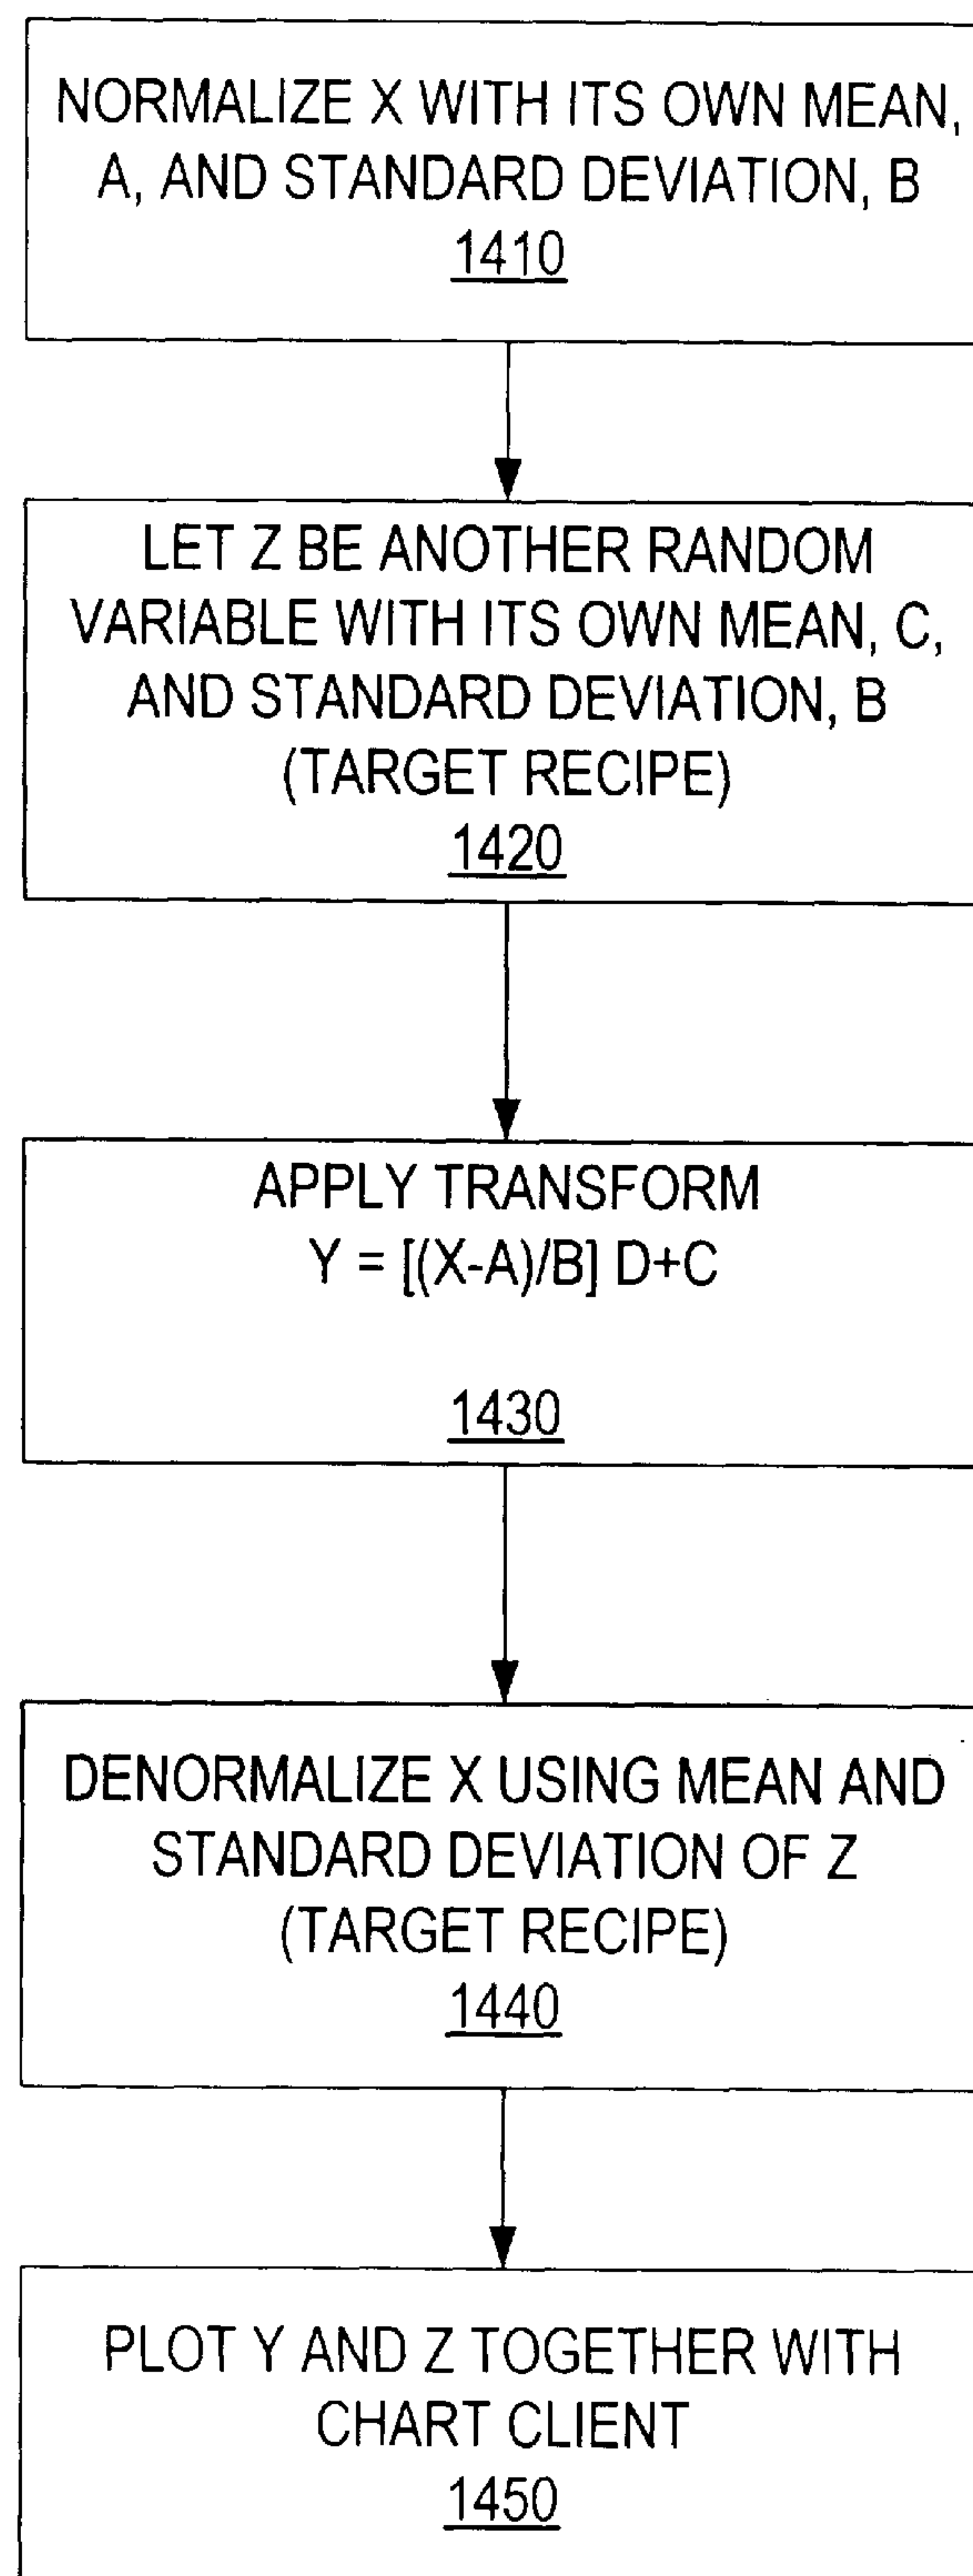 NORMALIZE X WITH ITS OWN MEAN,
A, AND STANDARD DEVIATION, B
1410
LET Z BE ANOTHER RANDOM
VARIABLE WITH ITS OWN MEAN, C,
AND STANDARD DEVIATION, B
(TARGET RECIPE)
1420
APPLY TRANSFORM
Y = [(X-A)/B] D+C
1430
DENORMALIZE X USING MEAN AND
STANDARD DEVIATION OF Z
(TARGET RECIPE)
1440
PLOT Y AND Z TOGETHER WITH
CHART CLIENT
1450